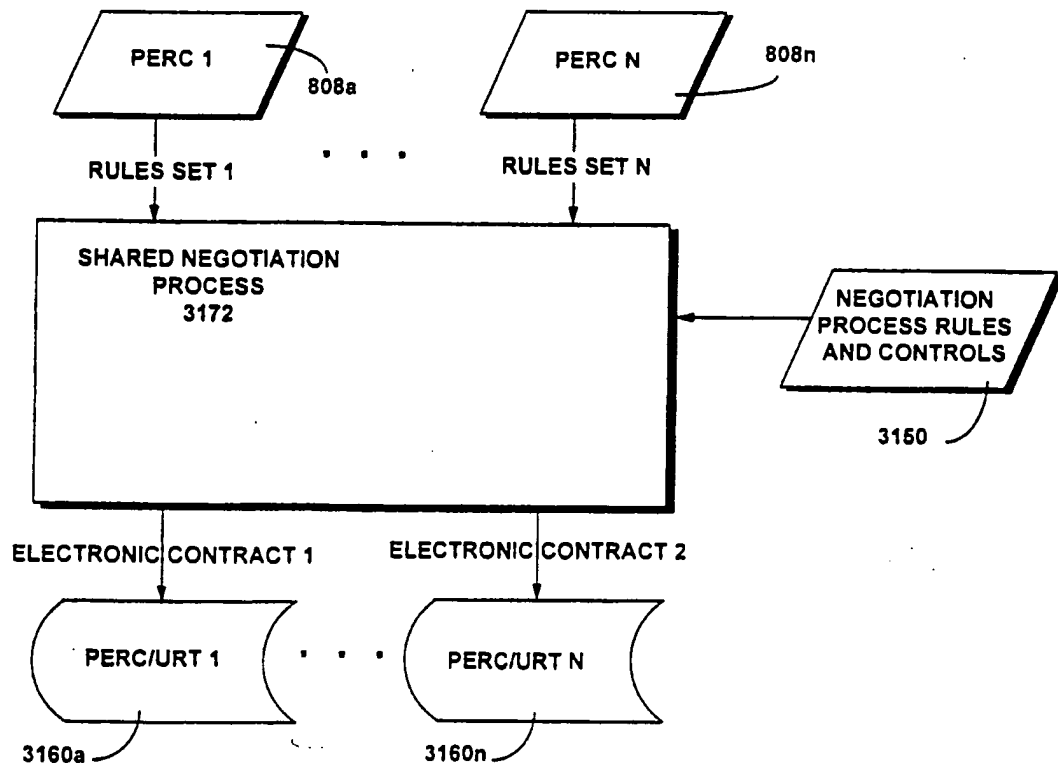 PERC 1
808a
PERC N
808n
RULES SET 1
RULES SET N
SHARED NEGOTIATION
PROCESS
3172
NEGOTIATION
PROCESS RULES
AND CONTROLS
3150
ELECTRONIC CONTRACT 1
ELECTRONIC CONTRACT 2
PERC/URT 1
PERC/URT N
3160a
3160n